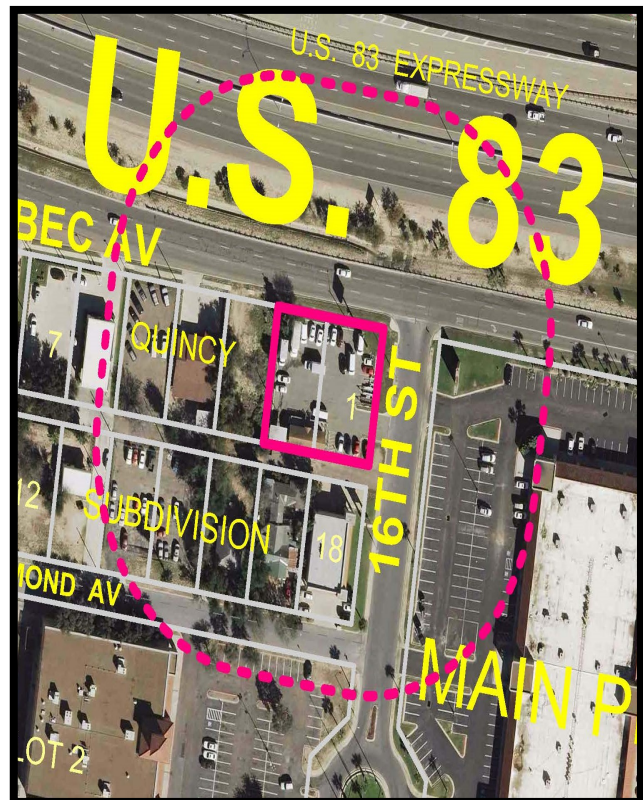 U.S. 83 EXPRESSWAY
U.S. 83
BEC AV
7
QUINCY
1
16TH ST
12
SUBDIVISION
18
MOND AV
MAIN P
LOT 2